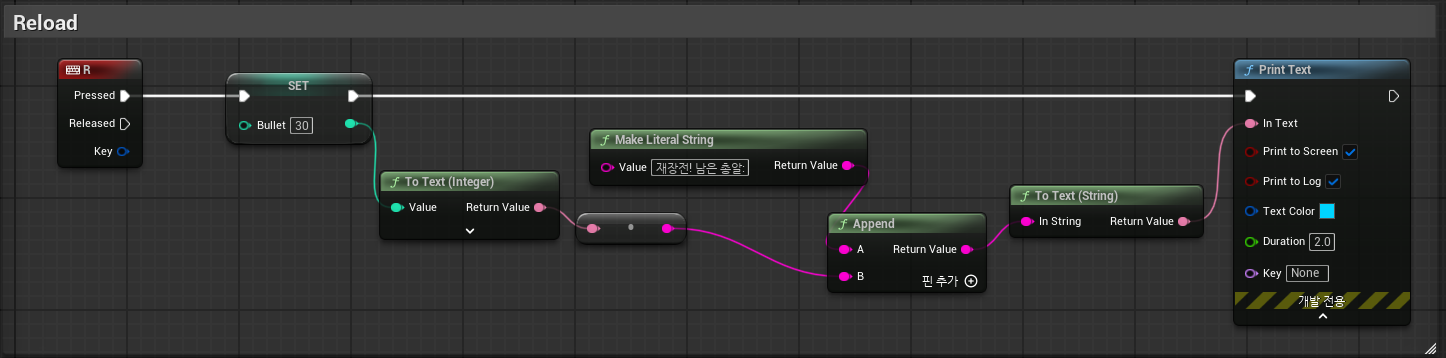 Reload
R
Pressed
Released
Key
SET
Bullet 30
To Text (Integer)
Value Return Value
Make Literal String
Value 재장전! 남은 총알: Return Value
Append
A Return Value
B
핀 추가
To Text (String)
In String Return Value
Print Text
In Text
Print to Screen
Print to Log
Text Color
Duration 2.0
Key None
개발 전용